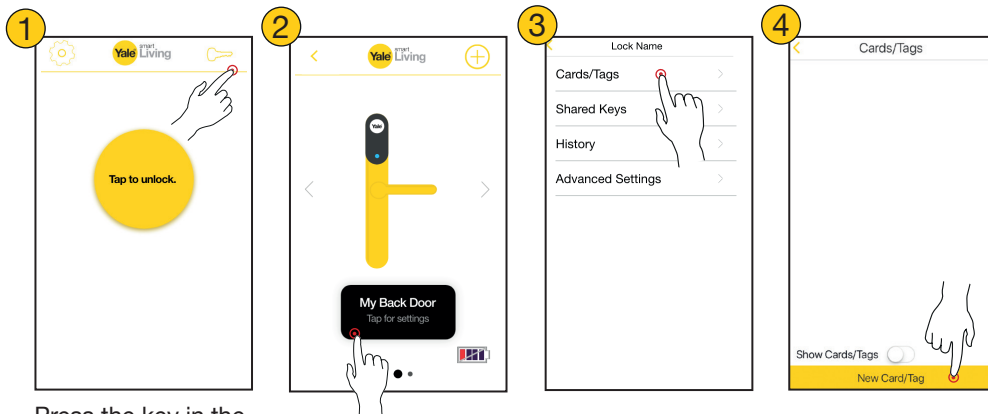 1
Yale smart Living
Tap to unlock.
Press the key in the
2
Yale smart Living
Yale
My Back Door
Tap for settings
3
Lock Name
Cards/Tags
Shared Keys
History
Advanced Settings
4
Cards/Tags
Show Cards/Tags
New Card/Tag